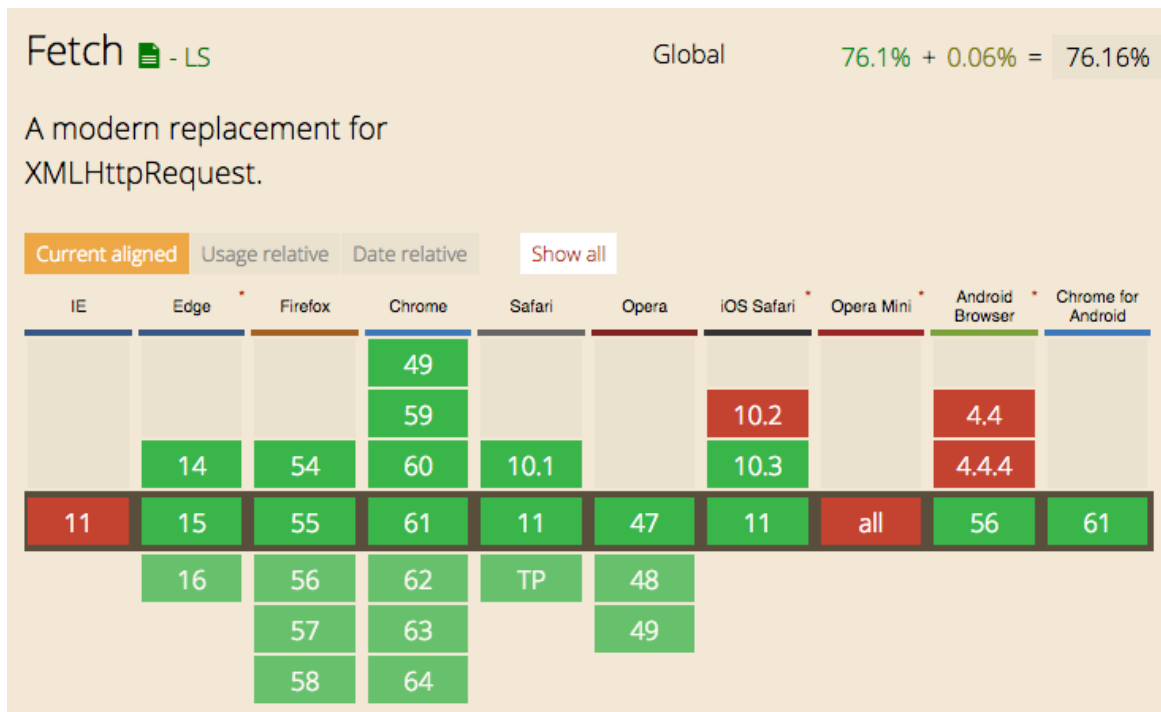 Fetch - LS Global 76.1% + 0.06% = 76.16%
A modern replacement for
XMLHttpRequest.
Current aligned Usage relative Date relative Show all
IE Edge * Firefox Chrome Safari Opera iOS Safari * Opera Mini * Android Browser * Chrome for Android
49
59 10.2 4.4
14 54 60 10.1 10.3 4.4.4
11 15 55 61 11 47 11 all 56 61
16 56 62 TP 48
57 63 49
58 64